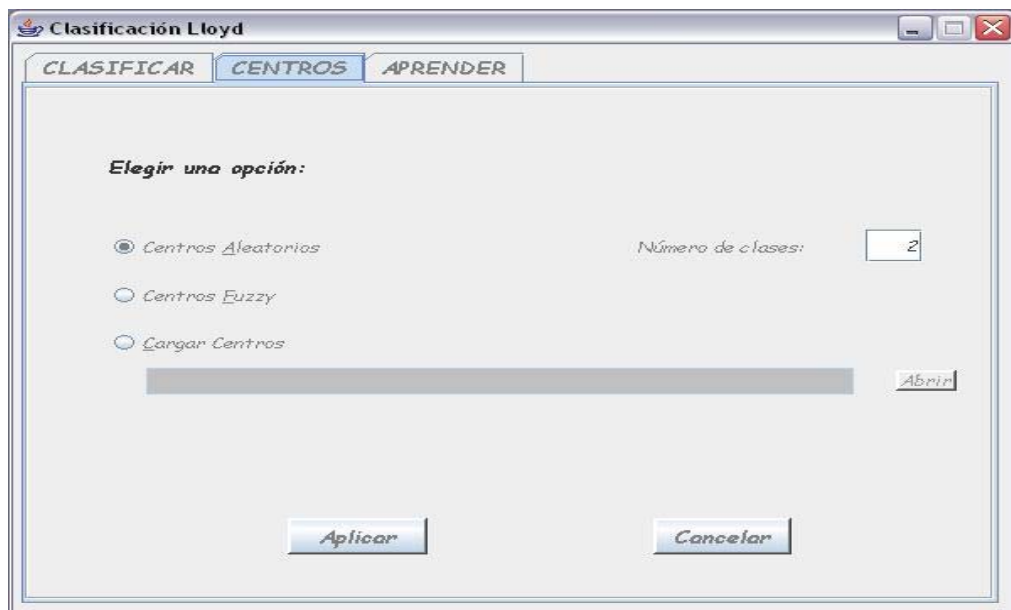 Clasificación Lloyd
CLASIFICAR CENTROS APRENDER
Elegir una opción:
Centros Aleatorios Número de clases: 2
Centros Fuzzy
Cargar Centros
Abrir
Aplicar Cancelar